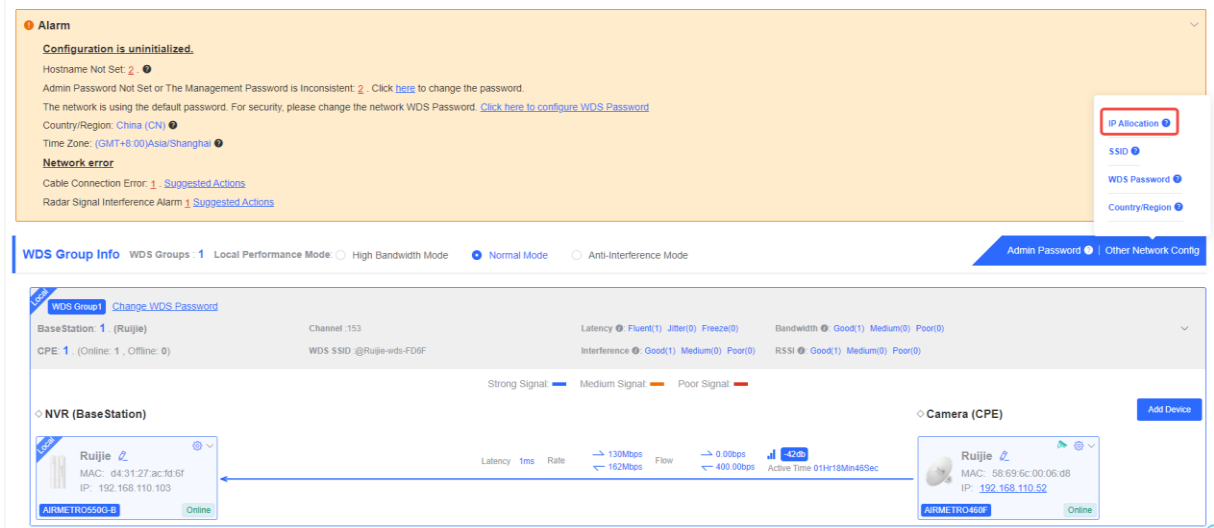 Alarm
Configuration is uninitialized.
Hostname Not Set: 2 .
Admin Password Not Set or The Management Password is Inconsistent: 2 . Click here to change the password.
The network is using the default password. For security, please change the network WDS Password. Click here to configure WDS Password
Country/Region: China (CN)
Time Zone: (GMT+8:00)Asia/Shanghai
Network error
Cable Connection Error: 1 . Suggested Actions
Radar Signal Interference Alarm 1 Suggested Actions
IP Allocation
SSID
WDS Password
Country/Region
WDS Group Info WDS Groups : 1 Local Performance Mode: High Bandwidth Mode Normal Mode Anti-Interference Mode Admin Password | Other Network Config
Local
WDS Group1 Change WDS Password
BaseStation: 1 . (Ruijie) Channel :153 Latency : Fluent(1) Jitter(0) Freeze(0) Bandwidth : Good(1) Medium(0) Poor(0)
CPE: 1 . (Online: 1 , Offline: 0) WDS SSID :@Ruijie-wds-FD6F Interference : Good(1) Medium(0) Poor(0) RSSI : Good(1) Medium(0) Poor(0)
Strong Signal: Medium Signal: Poor Signal:
NVR (BaseStation) Camera (CPE) Add Device
Local
Ruijie
MAC: d4:31:27:ac:fd:6f
IP: 192.168.110.103
AIRMETRO550G-B Online
Latency 1ms Rate 130Mbps 162Mbps Flow 0.00bps 400.00bps -42db Active Time 01Hr18Min46Sec
Ruijie
MAC: 58:69:6c:00:06:d8
IP: 192.168.110.52
AIRMETRO460F Online